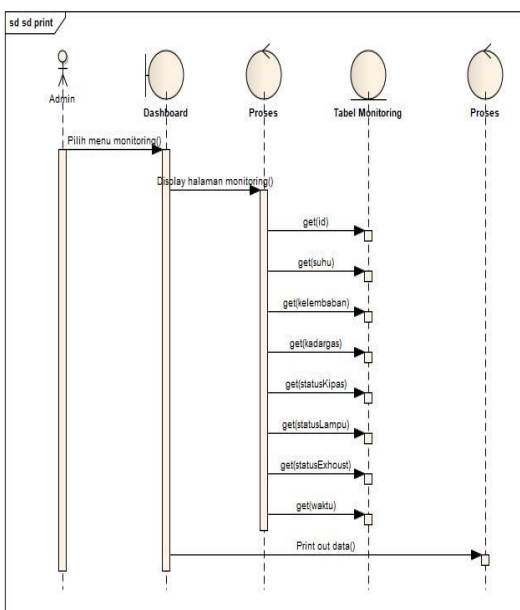 sd sd print
Admin
Dashboard
Proses
Tabel Monitoring
Proses
Pilih menu monitoring()
Display halaman monitoring()
get(id)
get(suhu)
get(kelembaban)
get(kadargas)
get(statusKipas)
get(statusLampu)
get(statusExhoust)
get(waktu)
Print out data()